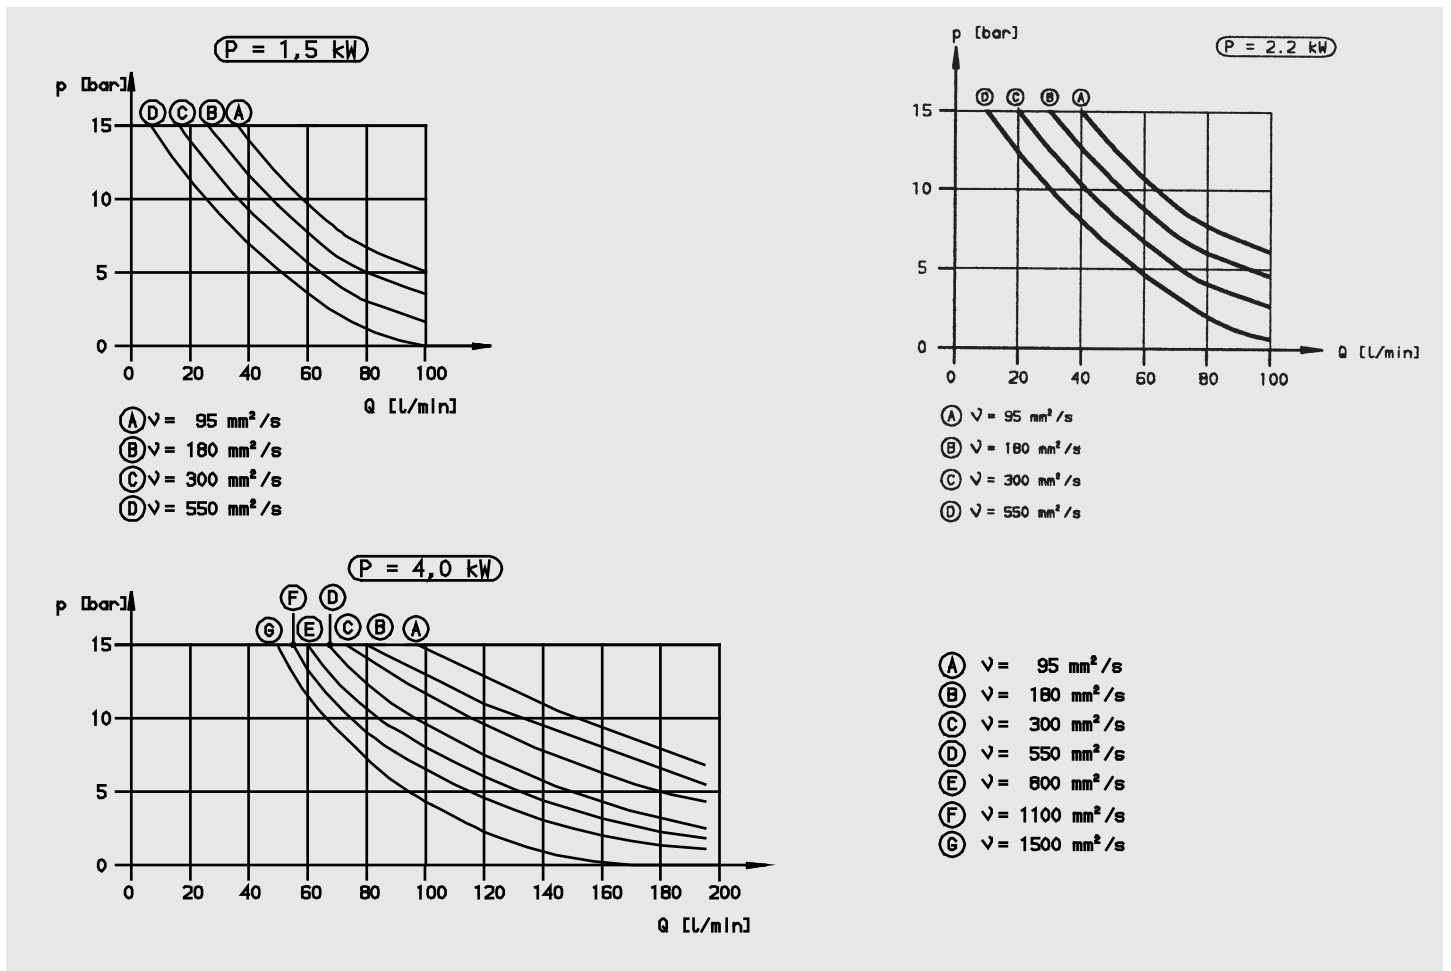 P = 1,5 kW
p [bar]
D C B A
15
10
5
0
0 20 40 60 80 100
Q [l/min]
A ν = 95 mm²/s
B ν = 180 mm²/s
C ν = 300 mm²/s
D ν = 550 mm²/s
p [bar]
P = 2.2 kW
D C B A
15
10
5
0
Q [l/min]
0 20 40 60 80 100
A ν = 95 mm²/s
B ν = 180 mm²/s
C ν = 300 mm²/s
D ν = 550 mm²/s
P = 4,0 kW
p [bar]
F D
G E C B A
15
10
5
0
0 20 40 60 80 100 120 140 160 180 200
Q [l/min]
A ν = 95 mm²/s
B ν = 180 mm²/s
C ν = 300 mm²/s
D ν = 550 mm²/s
E ν = 800 mm²/s
F ν = 1100 mm²/s
G ν = 1500 mm²/s